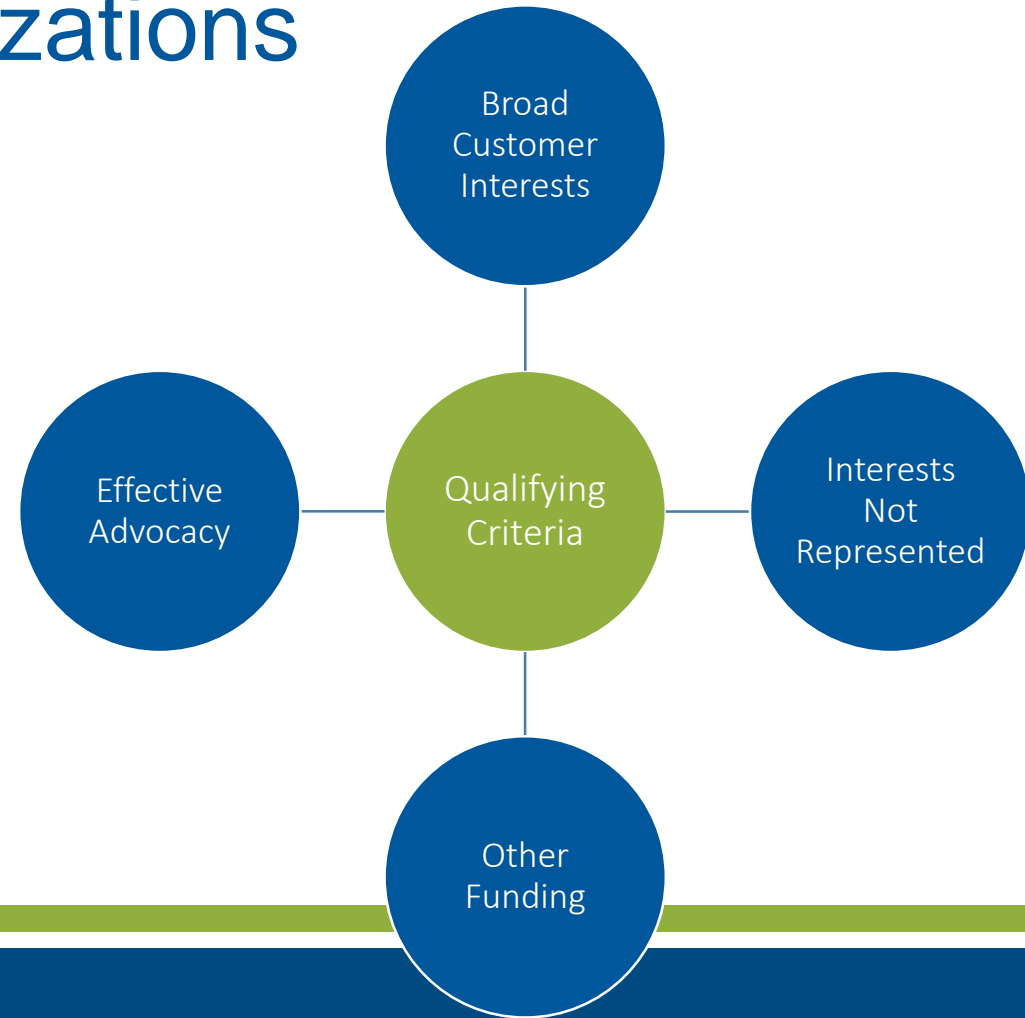 zations
Broad
Customer
Interests
Effective
Advocacy
Qualifying
Criteria
Interests
Not
Represented
Other
Funding